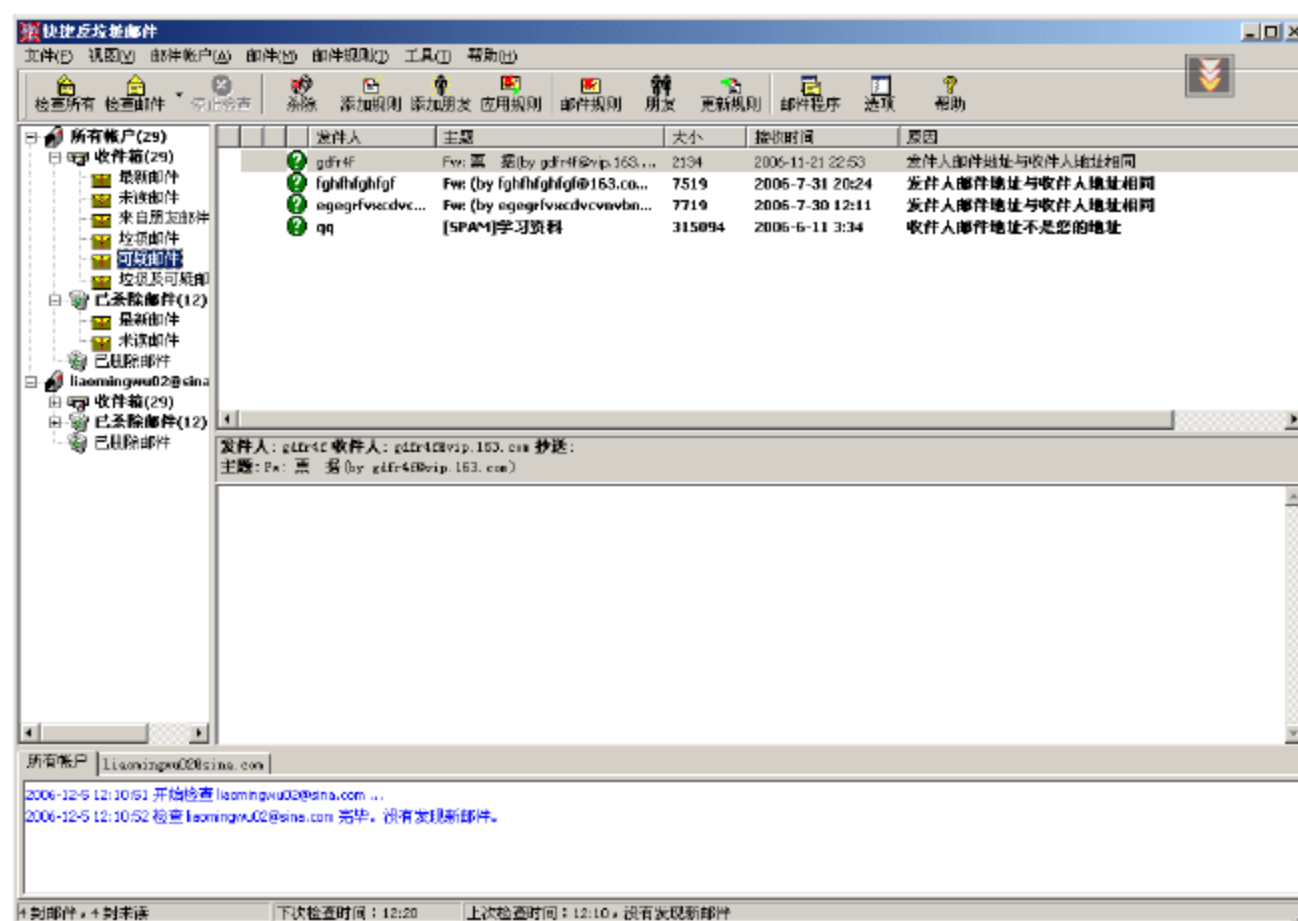 快捷反垃圾邮件
文件(F) 视图(V) 邮件帐户(A) 邮件(M) 邮件规则(T) 工具(T) 帮助(H)
检查所有 检查邮件 停止检查 杀除 添加规则 添加朋友 应用规则 邮件规则 朋友 更新规则 邮件程序 选项 帮助
所有帐户(29)
收件箱(29)
最新邮件
未读邮件
来自朋友邮件
垃圾邮件
可疑邮件
垃圾及可疑邮
已杀除邮件(12)
最新邮件
未读邮件
已删除邮件
liaomingwu02@sina
收件箱(29)
已杀除邮件(12)
已删除邮件
发件人 主题 大小 接收时间 原因
gdfr4f Fw: 票 据(by gdfr4f@vip.163.... 2134 2006-11-21 22:53 发件人邮件地址与收件人地址相同
fghfhfghfgf Fw: (by fghfhfghfgf@163.co... 7519 2006-7-31 20:24 发件人邮件地址与收件人地址相同
egegrfvxcdvc... Fw: (by egegrfvxcdvcvnvbn... 7719 2006-7-30 12:11 发件人邮件地址与收件人地址相同
qq [SPAM]学习资料 315094 2006-6-11 3:34 收件人邮件地址不是您的地址
发件人: gdfr4f 收件人: gdfr4f@vip.163.com 抄送:
主题: Fw: 票 据(by gdfr4f@vip.163.com)
所有帐户 liaomingwu02@sina.com
2006-12-5 12:10:51 开始检查 liaomingwu02@sina.com ...
2006-12-5 12:10:52 检查 liaomingwu02@sina.com 完毕。没有发现新邮件。
4 封邮件，4 封未读 下次检查时间：12:20 上次检查时间：12:10，没有发现新邮件